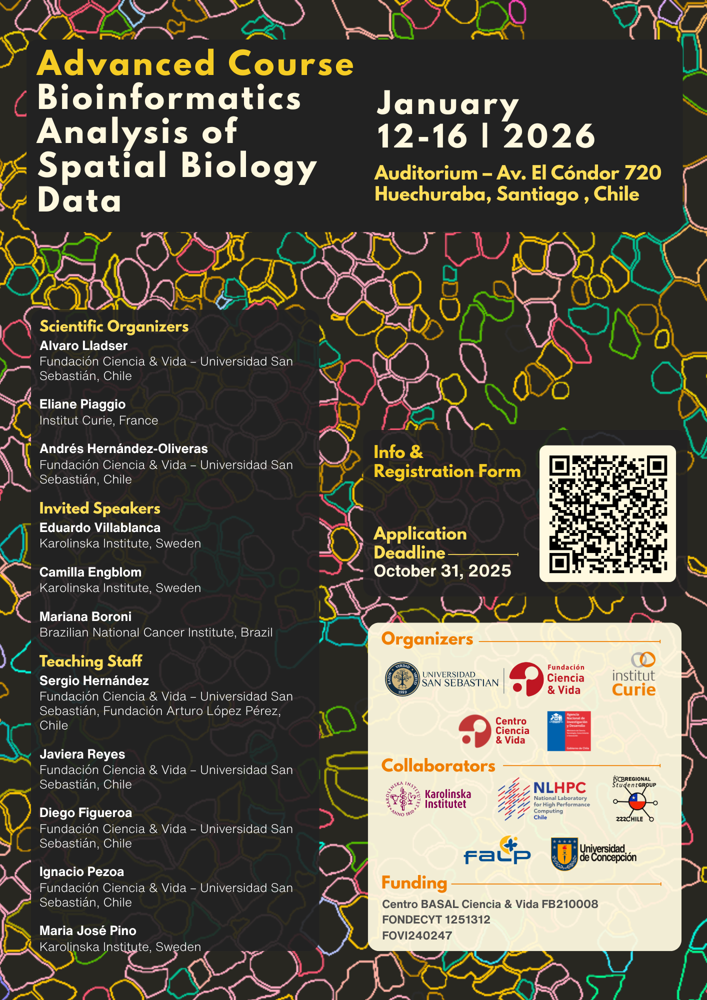 Advanced Course
Bioinformatics
Analysis of
Spatial Biology
Data
January
12-16 | 2026
Auditorium – Av. El Cóndor 720
Huechuraba, Santiago , Chile
Scientific Organizers
Alvaro Lladser
Fundación Ciencia & Vida – Universidad San
Sebastián, Chile
Eliane Piaggio
Institut Curie, France
Andrés Hernández-Oliveras
Fundación Ciencia & Vida – Universidad San
Sebastián, Chile
Invited Speakers
Eduardo Villablanca
Karolinska Institute, Sweden
Camilla Engblom
Karolinska Institute, Sweden
Mariana Boroni
Brazilian National Cancer Institute, Brazil
Teaching Staff
Sergio Hernández
Fundación Ciencia & Vida – Universidad San
Sebastián, Fundación Arturo López Pérez,
Chile
Javiera Reyes
Fundación Ciencia & Vida – Universidad San
Sebastián, Chile
Diego Figueroa
Fundación Ciencia & Vida – Universidad San
Sebastián, Chile
Ignacio Pezoa
Fundación Ciencia & Vida – Universidad San
Sebastián, Chile
Maria José Pino
Karolinska Institute, Sweden
Info &
Registration Form
Application
Deadline
October 31, 2025
Organizers
RAZÓN VERDAD VIRTUD
1989
UNIVERSIDAD
SAN SEBASTIAN
Fundación
Ciencia
& Vida
institut
Curie
Centro
Ciencia
& Vida
Agencia
Nacional de
Investigación
y Desarrollo
Ministerio de Ciencia,
Tecnología, Conocimiento
e Innovación
Gobierno de Chile
Collaborators
KAROLINSKA INSTITUTET
ANNO 1810
Karolinska
Institutet
NLHPC
National Laboratory
for High Performance
Computing
Chile
iSCB REGIONAL
Student GROUP
CHILE
falp
Universidad
de Concepción
Funding
Centro BASAL Ciencia & Vida FB210008
FONDECYT 1251312
FOVI240247